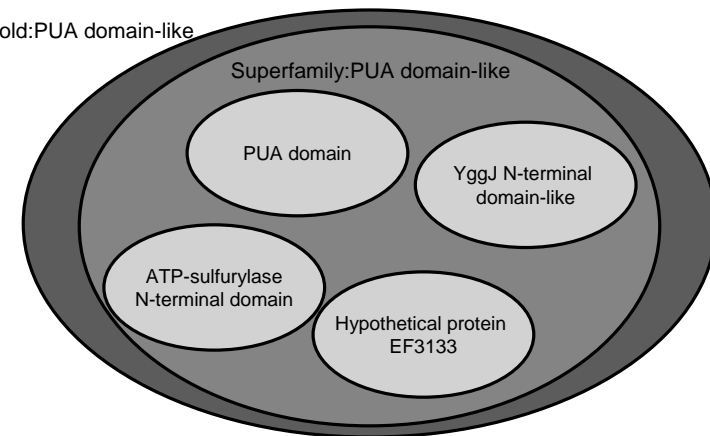 old:PUA domain-like
Superfamily:PUA domain-like
PUA domain
YggJ N-terminal
domain-like
ATP-sulfurylase
N-terminal domain
Hypothetical protein
EF3133